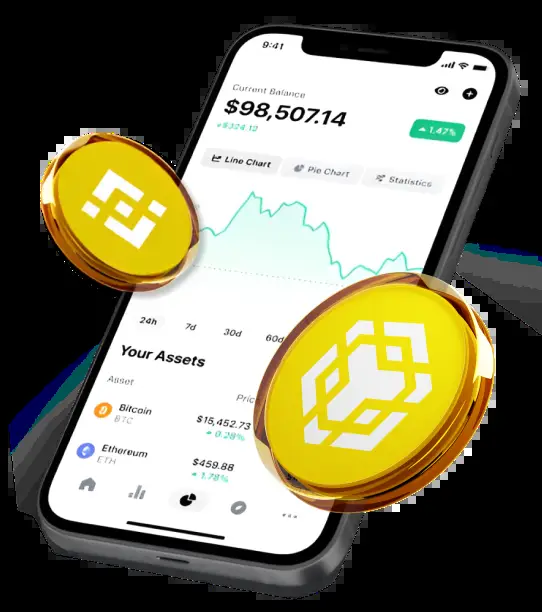 9:41
Current Balance
$98,507.14
+$324.12
1.47%
Line Chart
Pie Chart
Statistics
24h
7d
30d
60d
Your Assets
Asset
Bitcoin
BTC
$15,452.73
+ 0.28%
Ethereum
ETH
$459.88
+ 1.78%